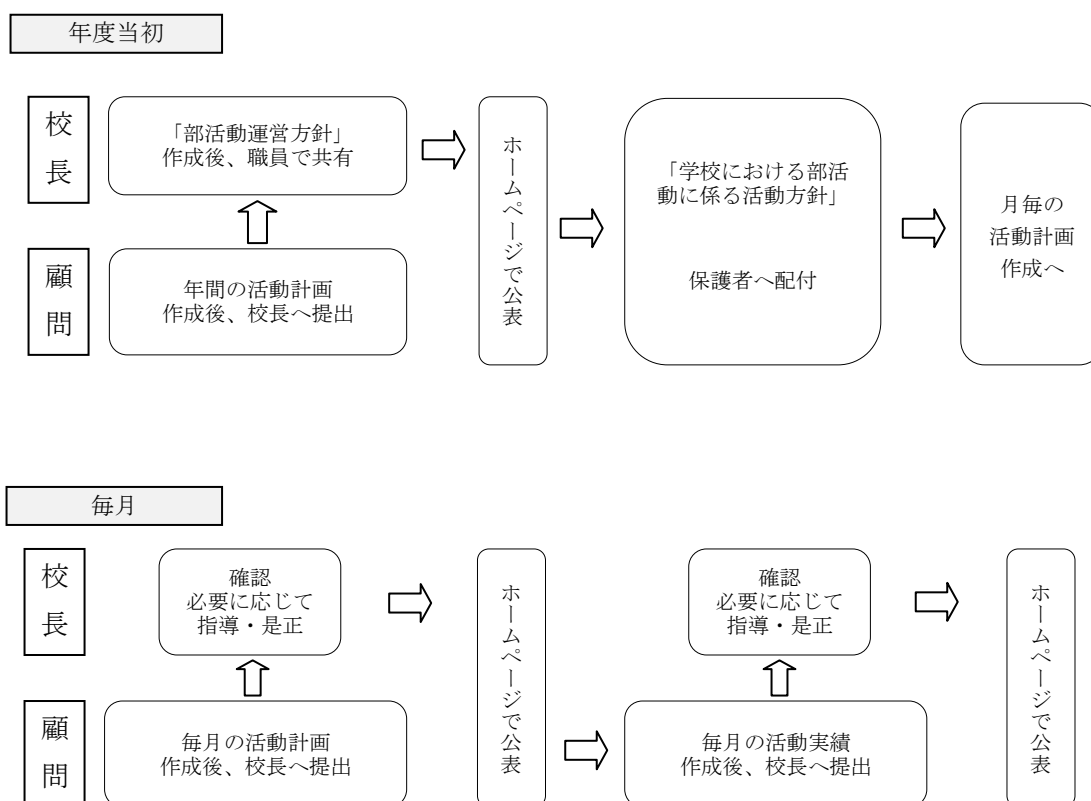 年度当初
校長
「部活動運営方針」
作成後、職員で共有
顧問
年間の活動計画
作成後、校長へ提出
ホームページで公表
「学校における部活
動に係る活動方針」
保護者へ配付
月毎の
活動計画
作成へ
毎月
校長
確認
必要に応じて
指導・是正
顧問
毎月の活動計画
作成後、校長へ提出
ホームページで公表
確認
必要に応じて
指導・是正
毎月の活動実績
作成後、校長へ提出
ホームページで公表